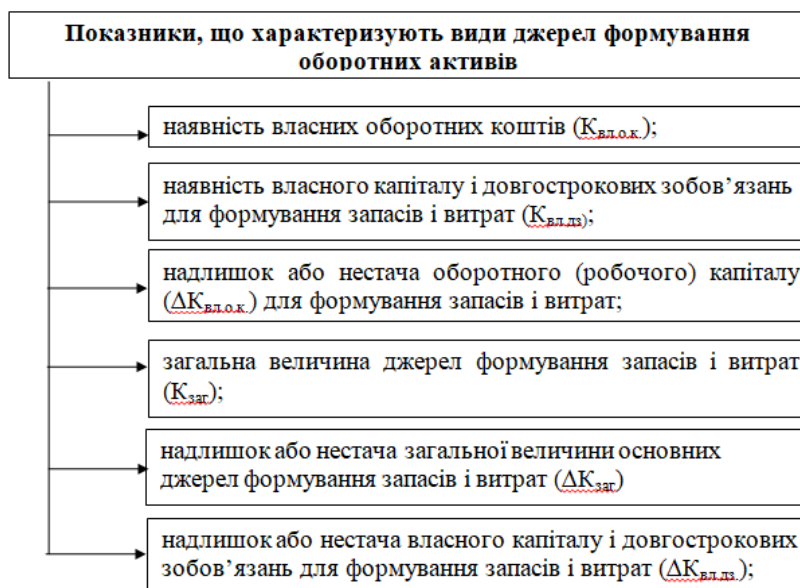 Показники, що характеризують види джерел формування
оборотних активів
наявність власних оборотних коштів (Квл.о.к.);
наявність власного капіталу і довгострокових зобов’язань
для формування запасів і витрат (Квл.дз);
надлишок або нестача оборотного (робочого) капіталу
(ΔКвл.о.к.) для формування запасів і витрат;
загальна величина джерел формування запасів і витрат
(Кзаг);
надлишок або нестача загальної величини основних
джерел формування запасів і витрат (ΔКзаг)
надлишок або нестача власного капіталу і довгострокових
зобов’язань для формування запасів і витрат (ΔКвл.дз.);